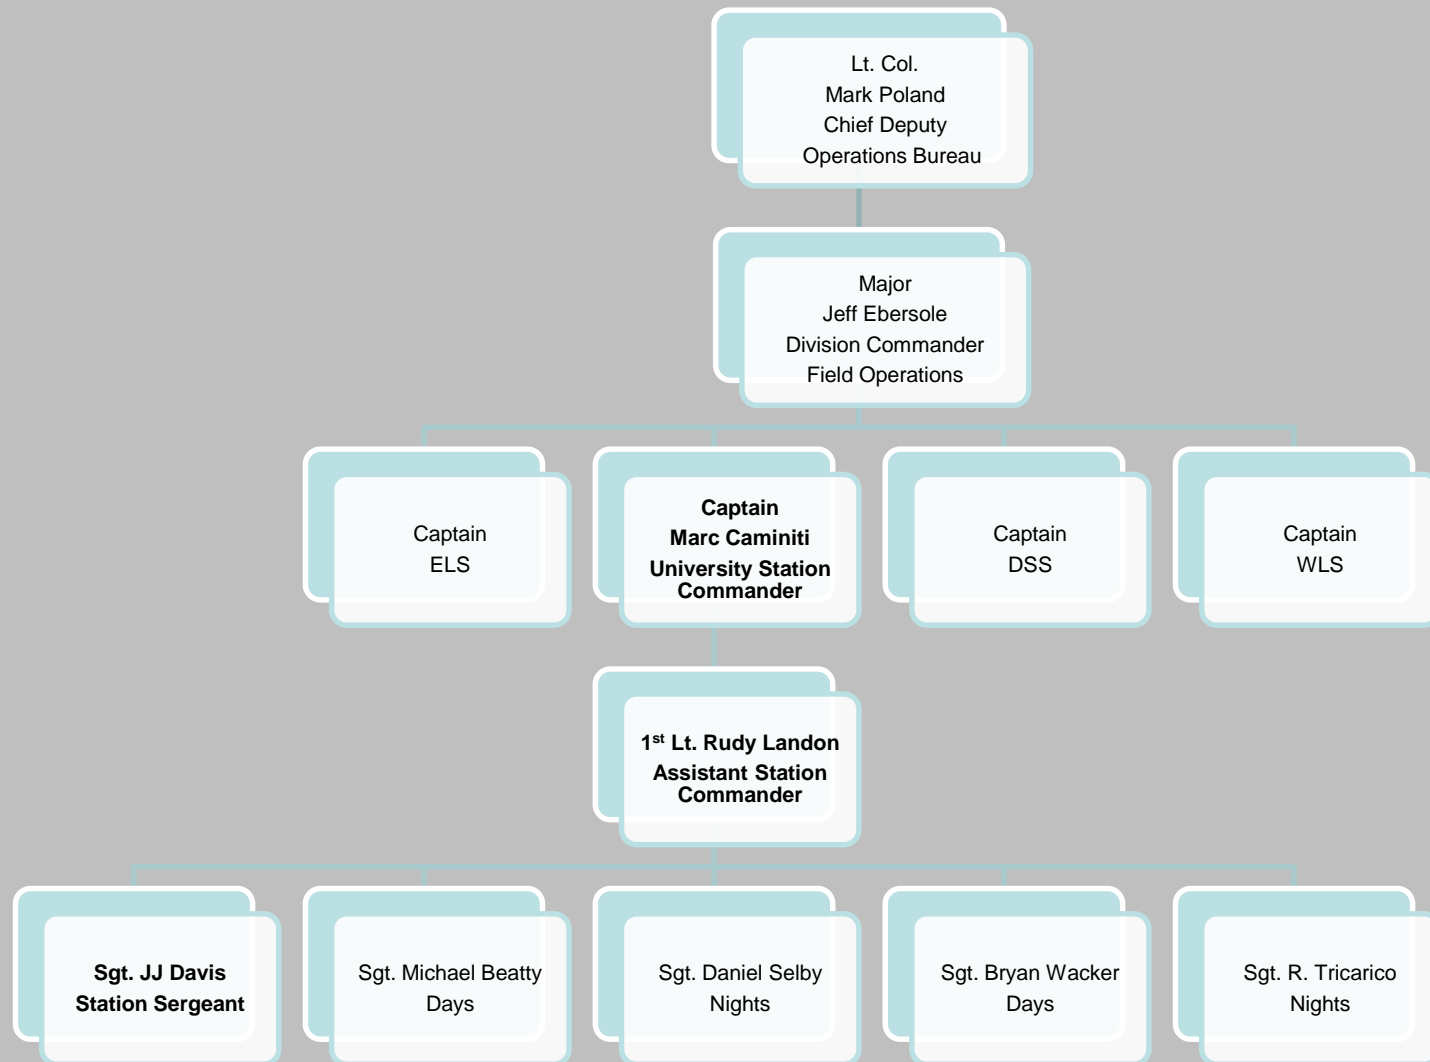 Lt. Col.
Mark Poland
Chief Deputy
Operations Bureau
Major
Jeff Ebersole
Division Commander
Field Operations
Captain
ELS
Captain
Marc Caminiti
University Station
Commander
Captain
DSS
Captain
WLS
1st Lt. Rudy Landon
Assistant Station
Commander
Sgt. JJ Davis
Station Sergeant
Sgt. Michael Beatty
Days
Sgt. Daniel Selby
Nights
Sgt. Bryan Wacker
Days
Sgt. R. Tricarico
Nights